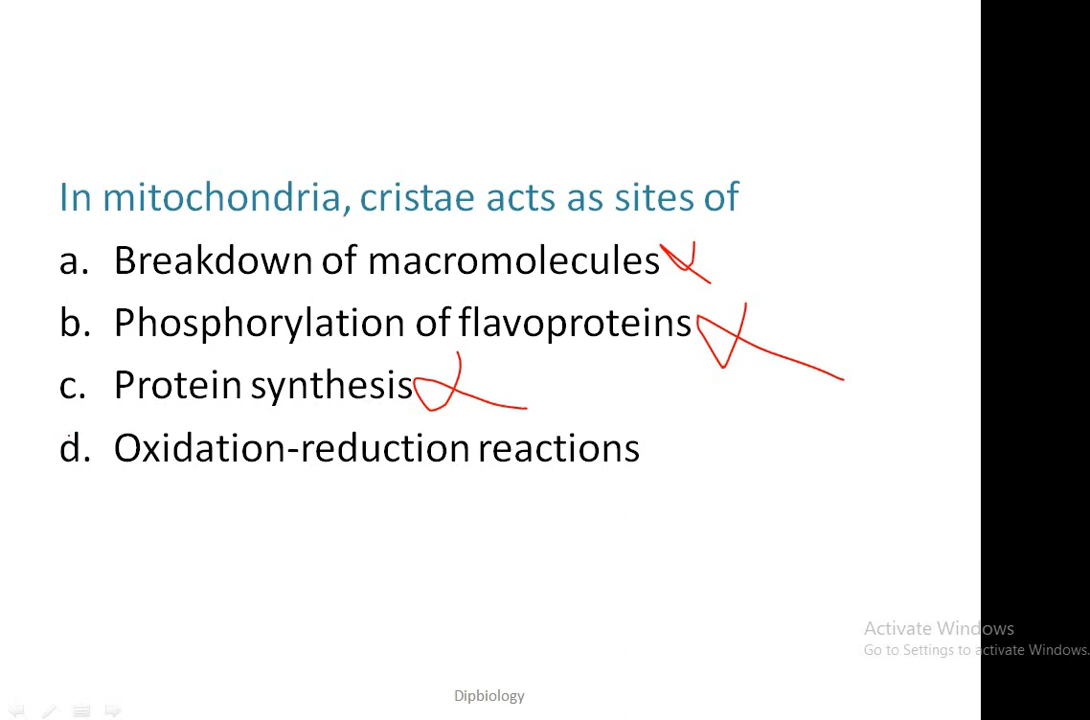 In mitochondria, cristae acts as sites of
a. Breakdown of macromolecules
b. Phosphorylation of flavoproteins
c. Protein synthesis
d. Oxidation-reduction reactions
Activate Windows
Go to Settings to activate Windows.
Dipbiology